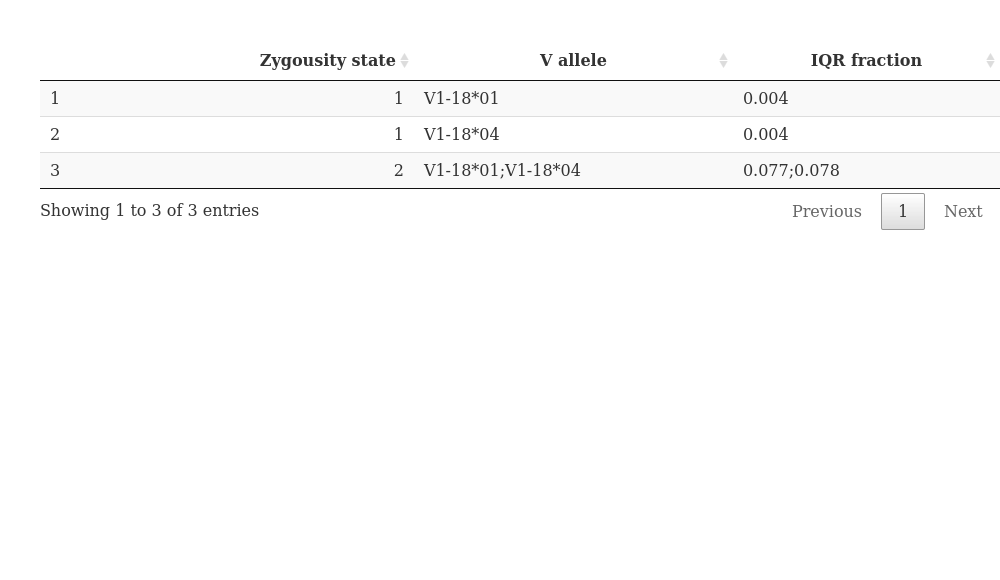 Zygousity state V allele IQR fraction
1 1 V1-18*01 0.004
2 1 V1-18*04 0.004
3 2 V1-18*01;V1-18*04 0.077;0.078
Showing 1 to 3 of 3 entries Previous 1 Next